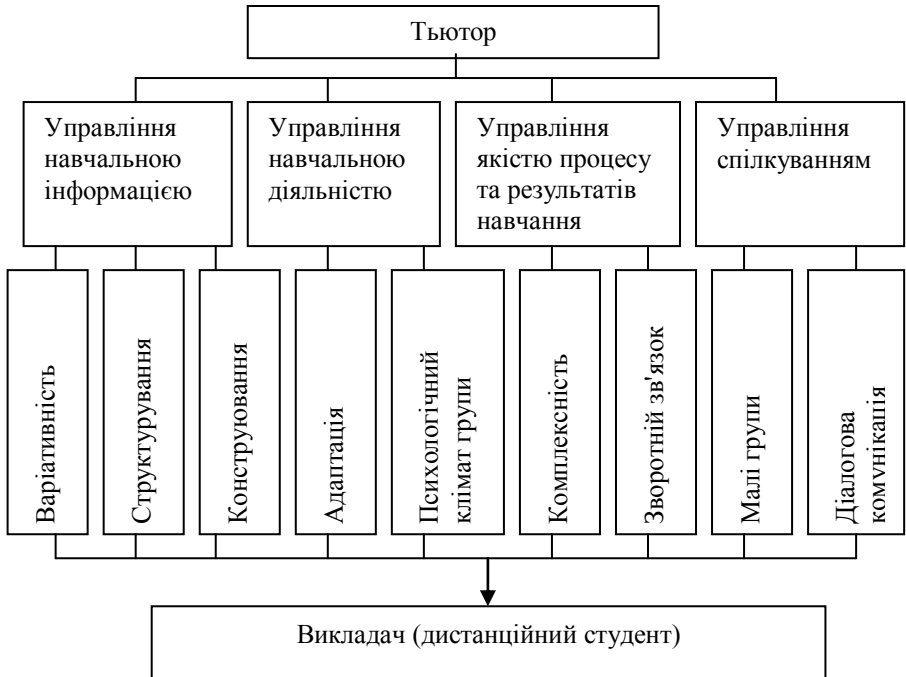 Тьютор
Управління
навчальною
інформацією
Управління
навчальною
діяльністю
Управління
якістю процесу
та результатів
навчання
Управління
спілкуванням
Варіативність
Структурування
Конструювання
Адаптація
Психологічний
клімат групи
Комплексність
Зворотній зв'язок
Малі групи
Діалогова
комунікація
Викладач (дистанційний студент)